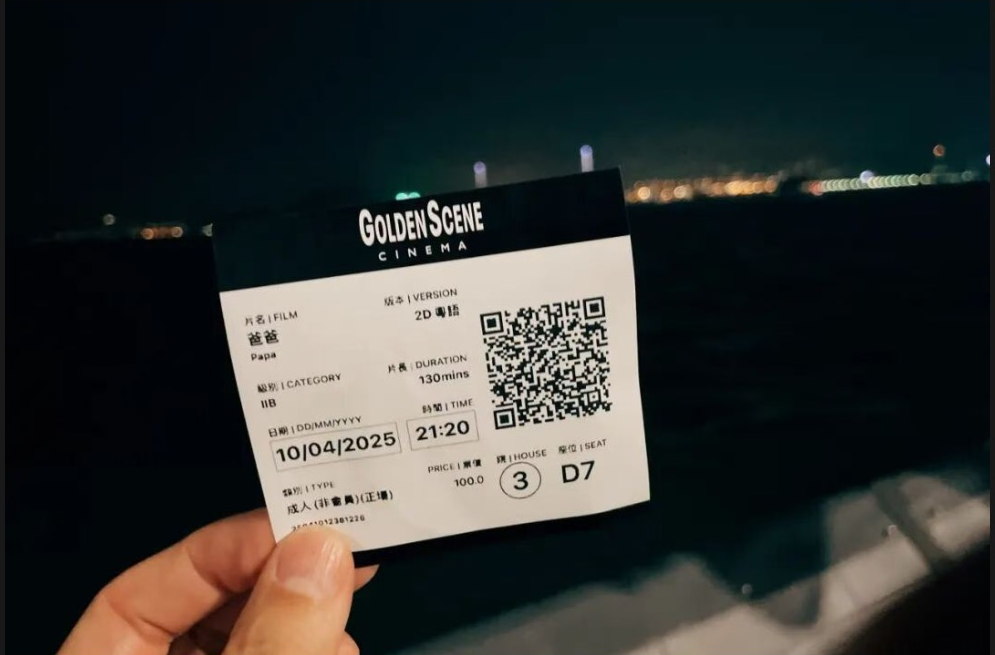 GOLDEN SCENE
CINEMA
片名 | FILM
爸爸
Papa
版本 | VERSION
2D 粵語
級別 | CATEGORY
IIB
片長 | DURATION
130mins
日期 | DD/MM/YYYY
10/04/2025
時間 | TIME
21:20
類別 | TYPE
成人 (非會員)(正場)
PRICE | 票價
100.0
院 | HOUSE
3
座位 | SEAT
D7